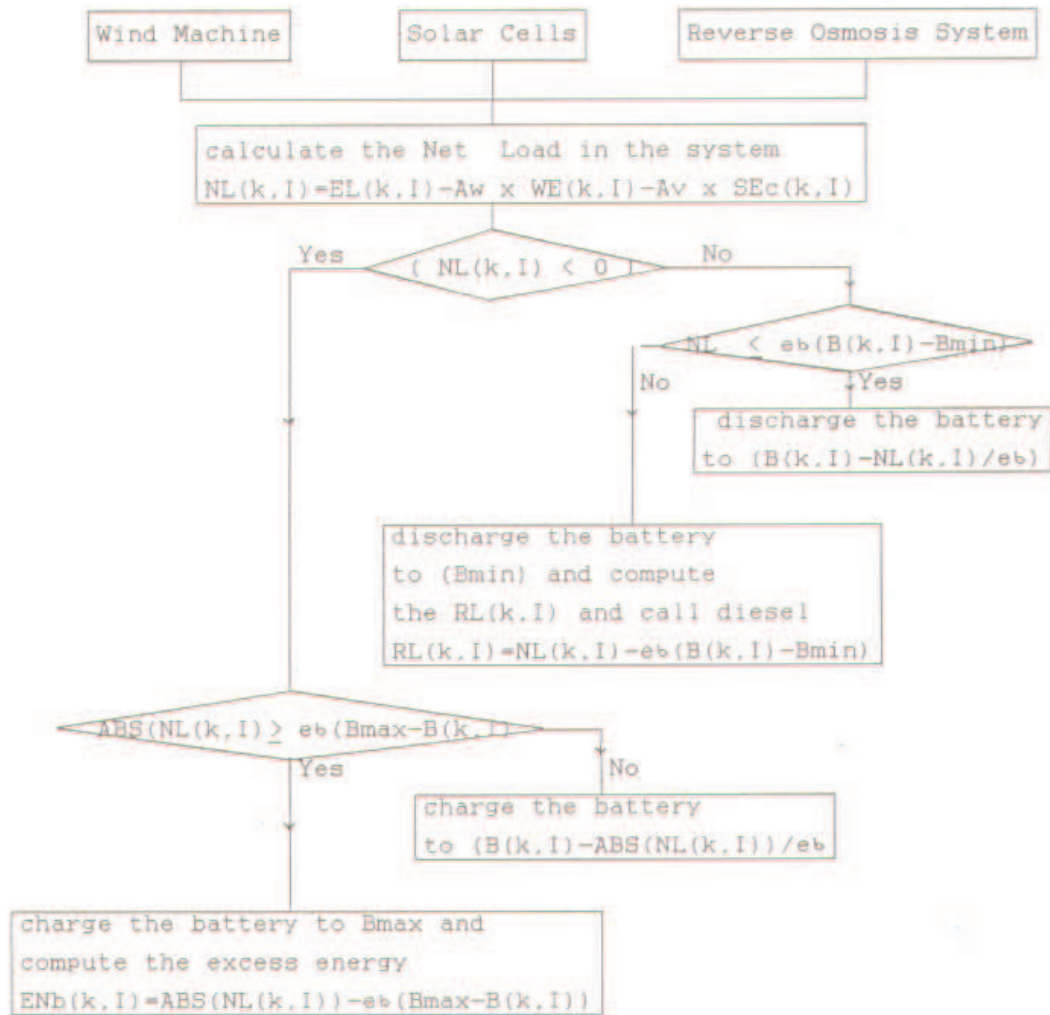 Wind Machine
Solar Cells
Reverse Osmosis System
calculate the Net Load in the system
NL(k,I)=EL(k,I)-Aw x WE(k,I)-Av x SEc(k,I)
Yes
( NL(k,I) < 0 )
No
NL ≤ eb(B(k,I)-Bmin)
No
Yes
discharge the battery
to (B(k,I)-NL(k,I)/eb)
discharge the battery
to (Bmin) and compute
the RL(k,I) and call diesel
RL(k,I)=NL(k,I)-eb(B(k,I)-Bmin)
ABS(NL(k,I)≥ eb(Bmax-B(k,I)
Yes
No
charge the battery
to (B(k,I)-ABS(NL(k,I))/eb
charge the battery to Bmax and
compute the excess energy
ENb(k,I)=ABS(NL(k,I))-eb(Bmax-B(k,I))